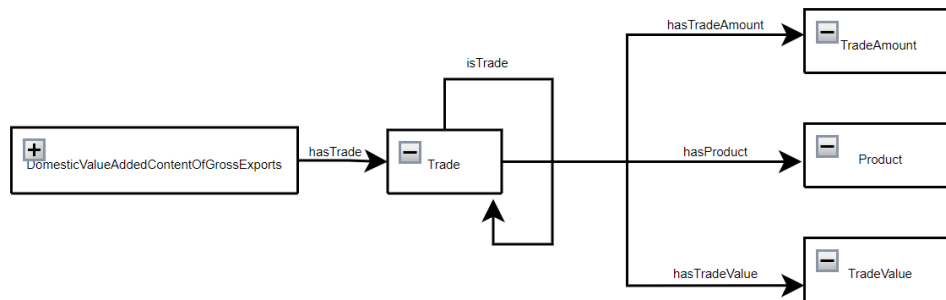 hasTradeAmount
TradeAmount
isTrade
DomesticValueAddedContentOfGrossExports
hasTrade
Trade
hasProduct
Product
hasTradeValue
TradeValue